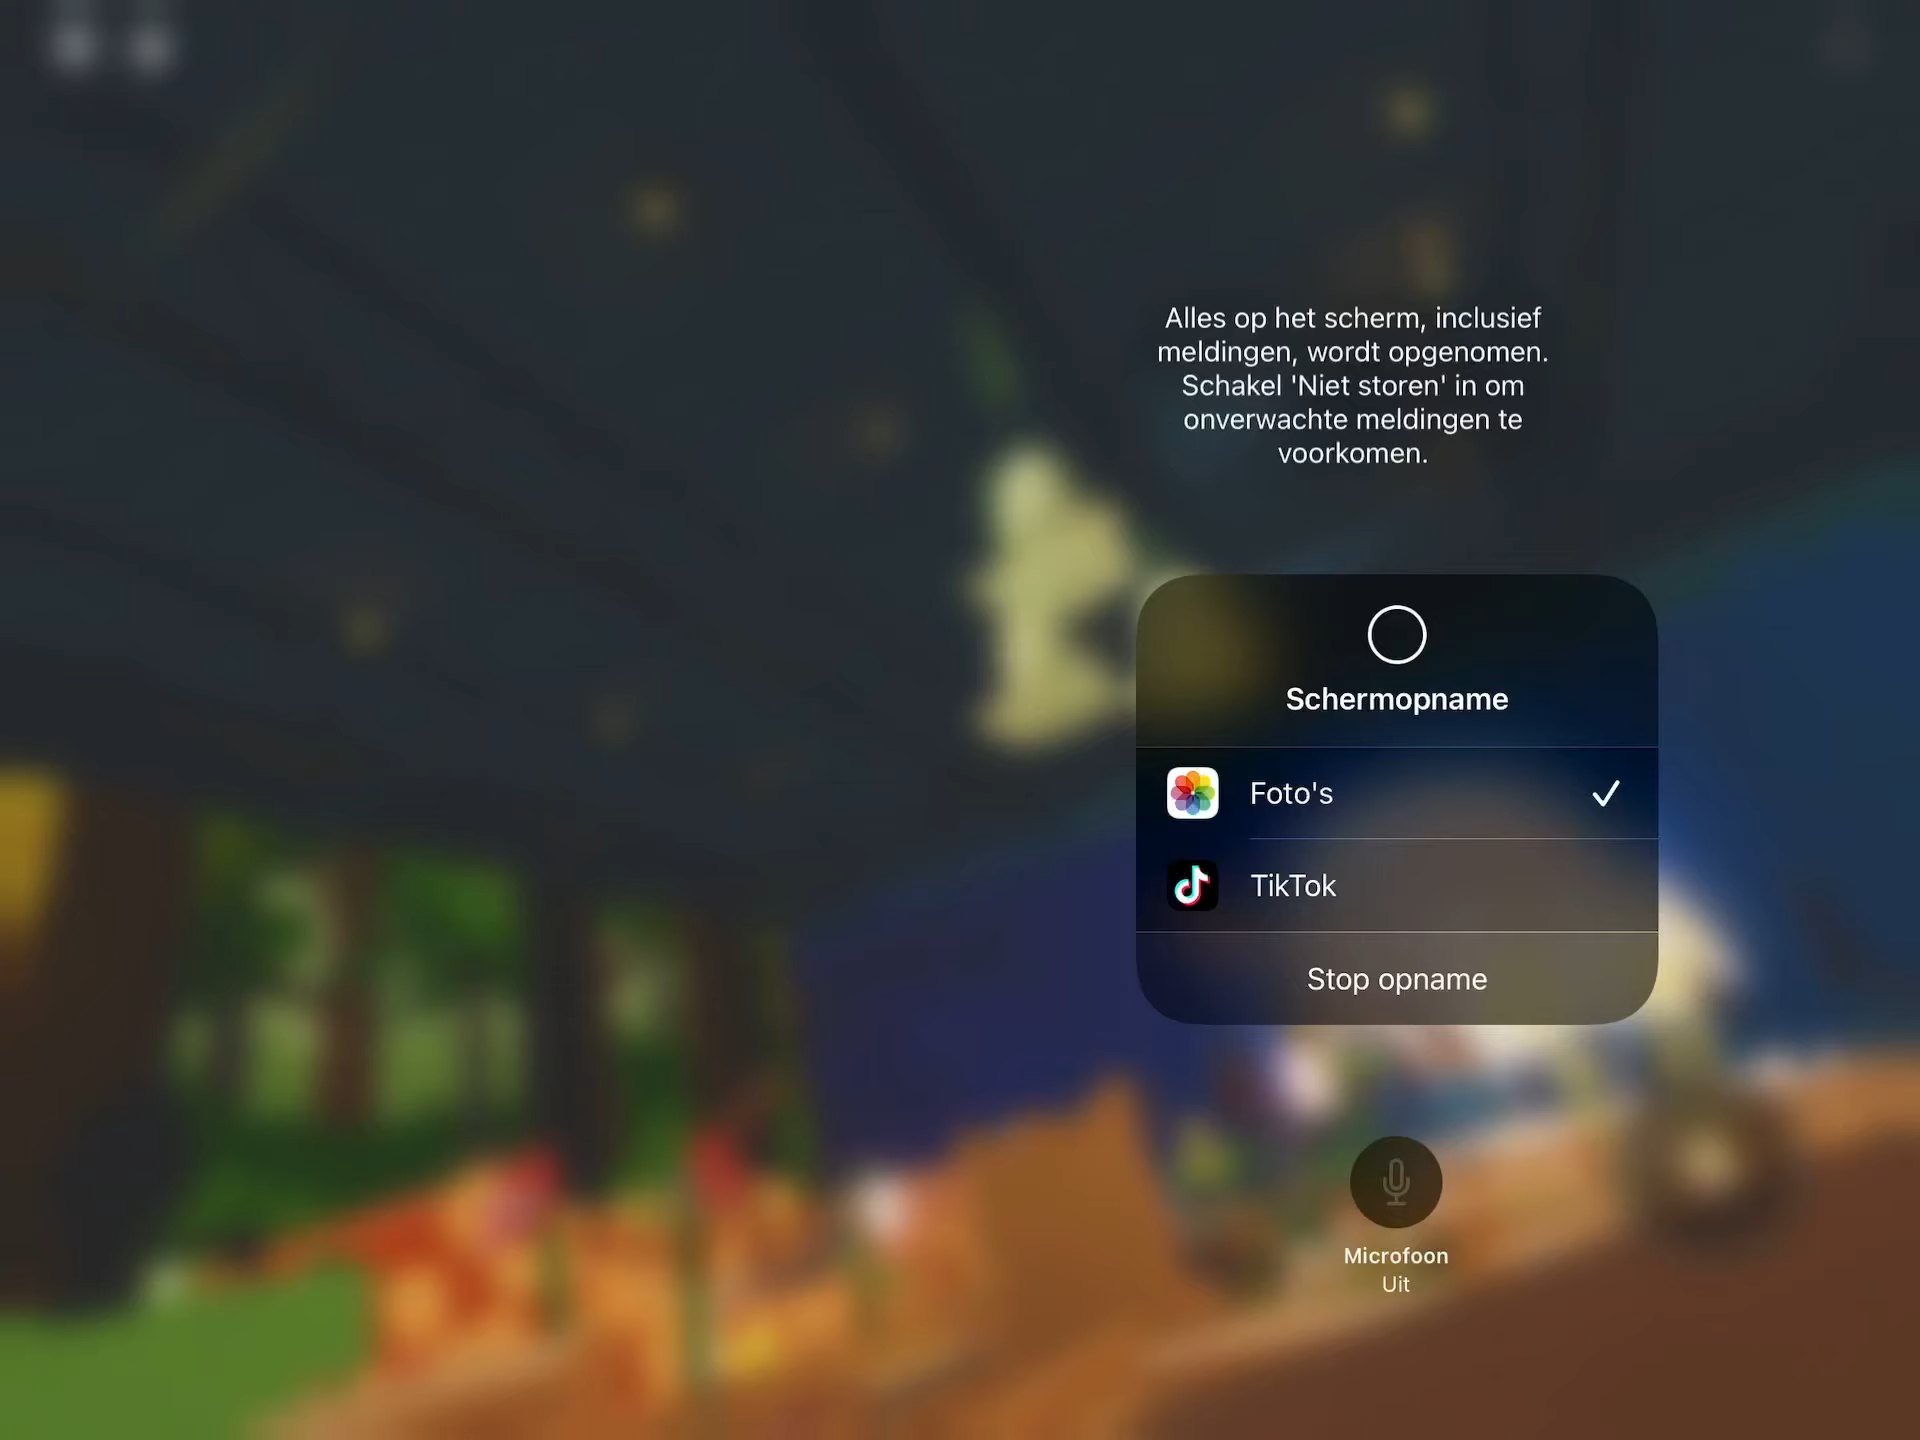 Alles op het scherm, inclusief
meldingen, wordt opgenomen.
Schakel 'Niet storen' in om
onverwachte meldingen te
voorkomen.
Schermopname
Foto's
TikTok
Stop opname
Microfoon
Uit